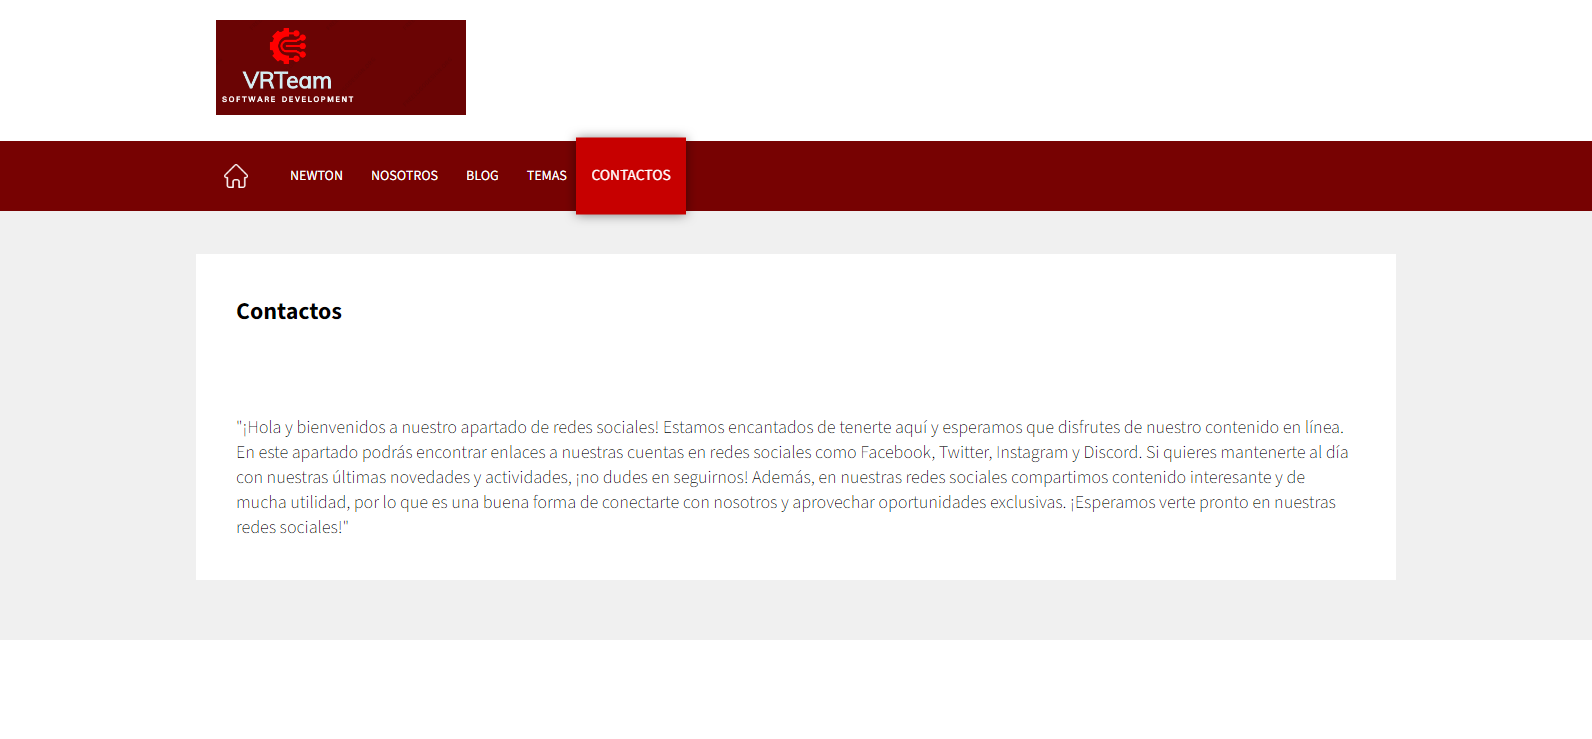 VRTeam
SOFTWARE DEVELOPMENT
NEWTON NOSOTROS BLOG TEMAS CONTACTOS
Contactos
"¡Hola y bienvenidos a nuestro apartado de redes sociales! Estamos encantados de tenerte aquí y esperamos que disfrutes de nuestro contenido en línea.
En este apartado podrás encontrar enlaces a nuestras cuentas en redes sociales como Facebook, Twitter, Instagram y Discord. Si quieres mantenerte al día
con nuestras últimas novedades y actividades, ¡no dudes en seguirnos! Además, en nuestras redes sociales compartimos contenido interesante y de
mucha utilidad, por lo que es una buena forma de conectarte con nosotros y aprovechar oportunidades exclusivas. ¡Esperamos verte pronto en nuestras
redes sociales!"